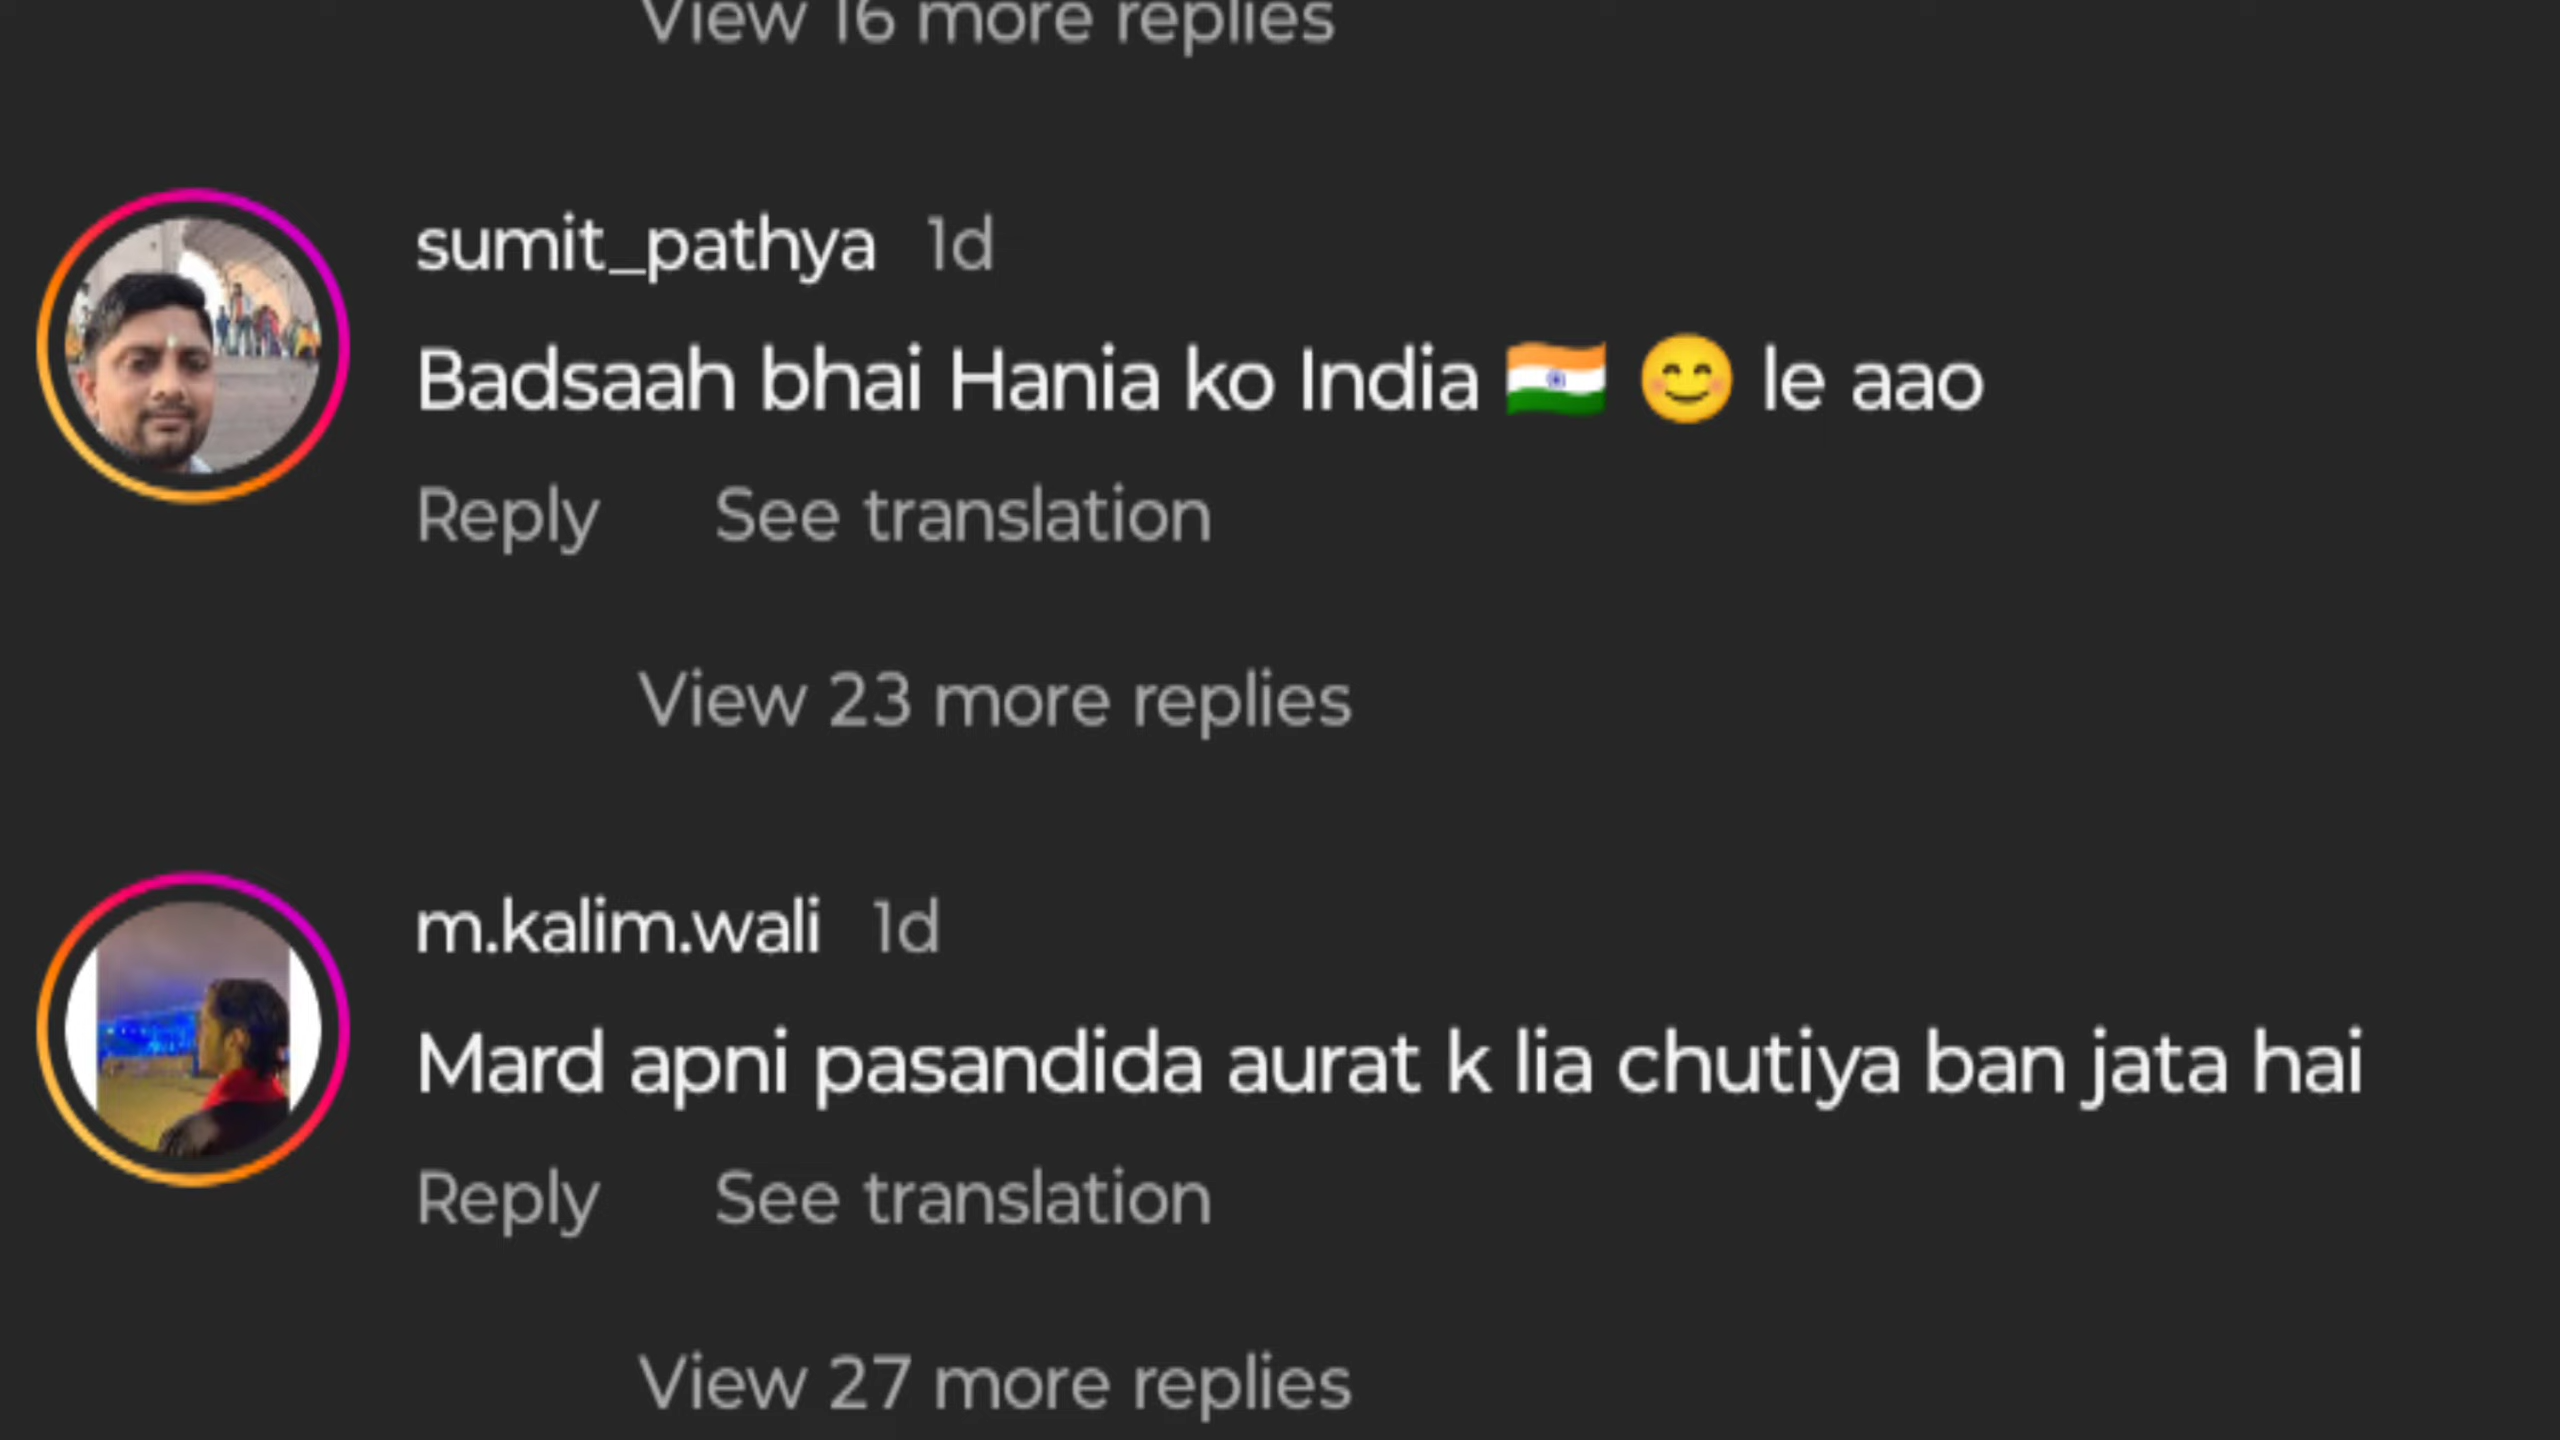 View 16 more replies
sumit_pathya 1d
Badsaah bhai Hania ko India 🇮🇳 😊 le aao
Reply See translation
View 23 more replies
m.kalim.wali 1d
Mard apni pasandida aurat k lia chutiya ban jata hai
Reply See translation
View 27 more replies